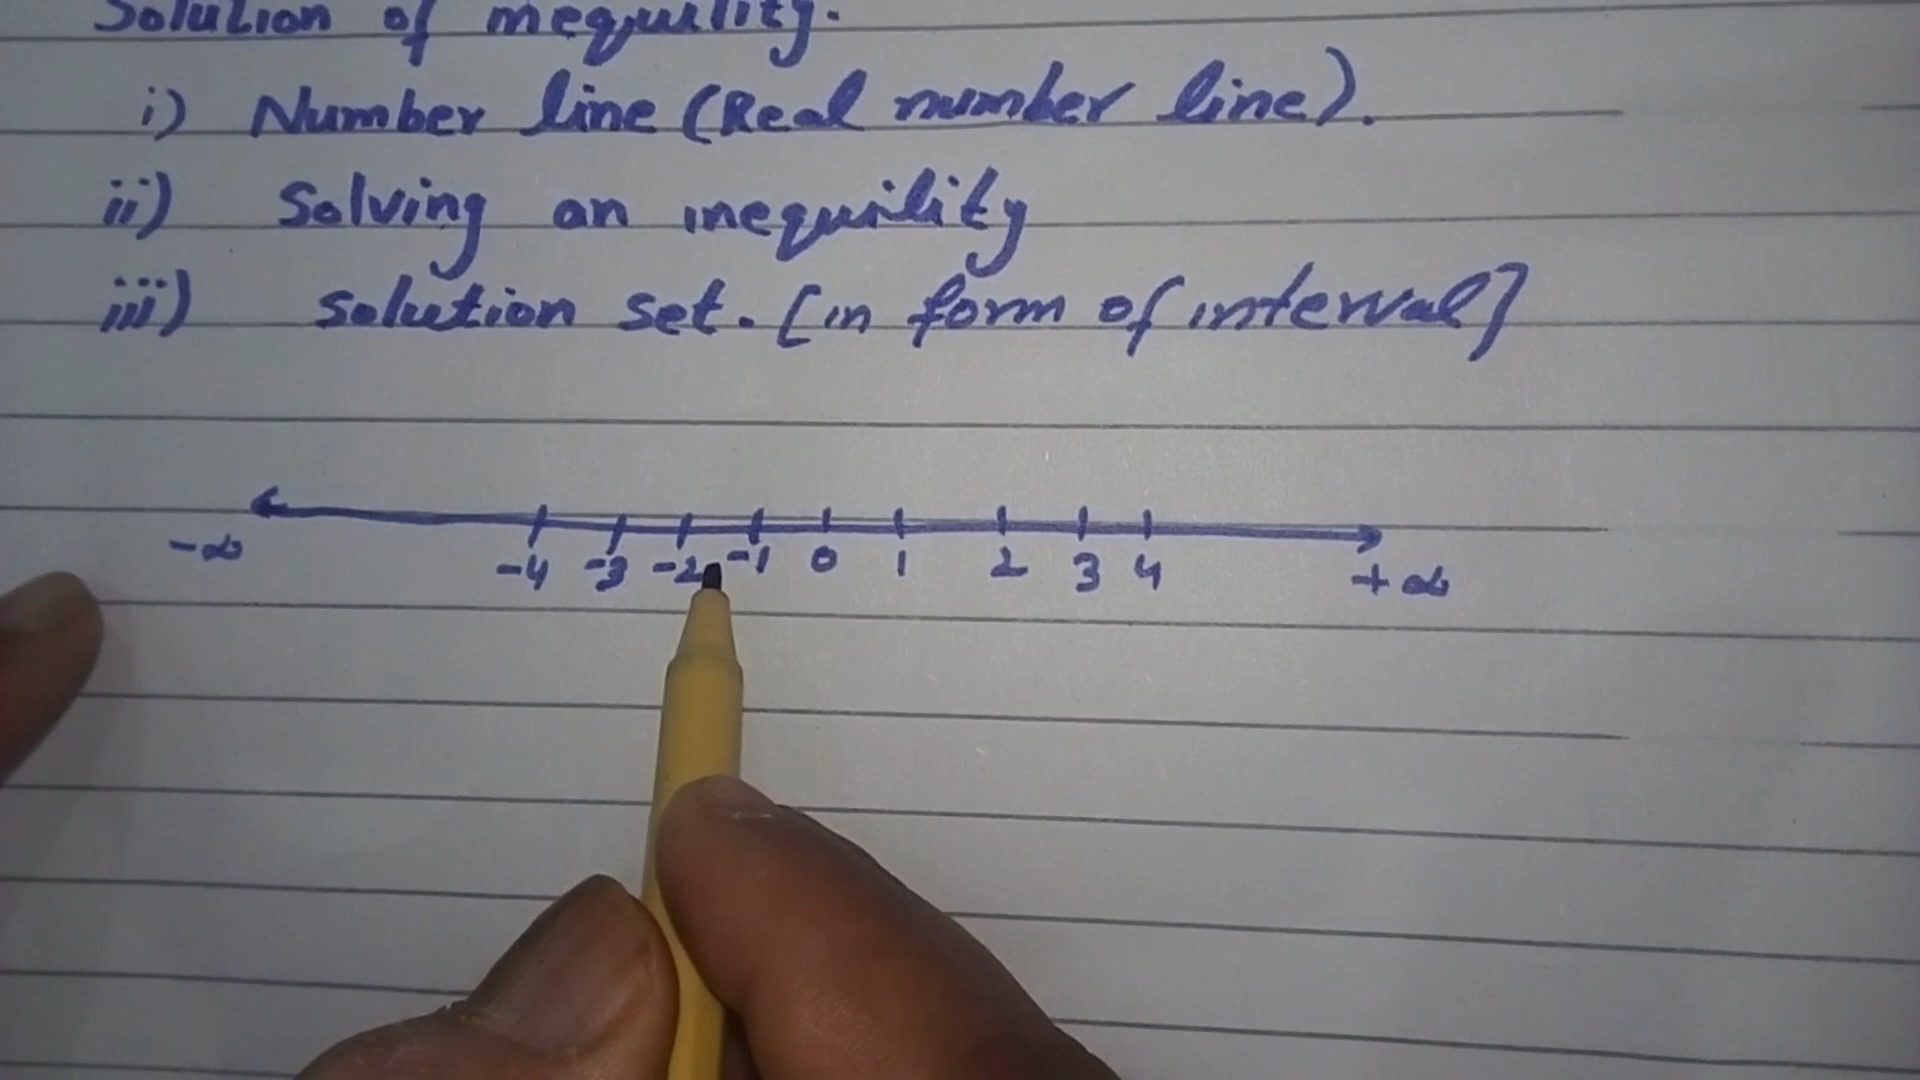 Solution of inequility.
i) Number line (Real number line).
ii) Solving an inequility
iii) solution set. [in form of interval]
-∞ -4 -3 -2 -1 0 1 2 3 4 +∞